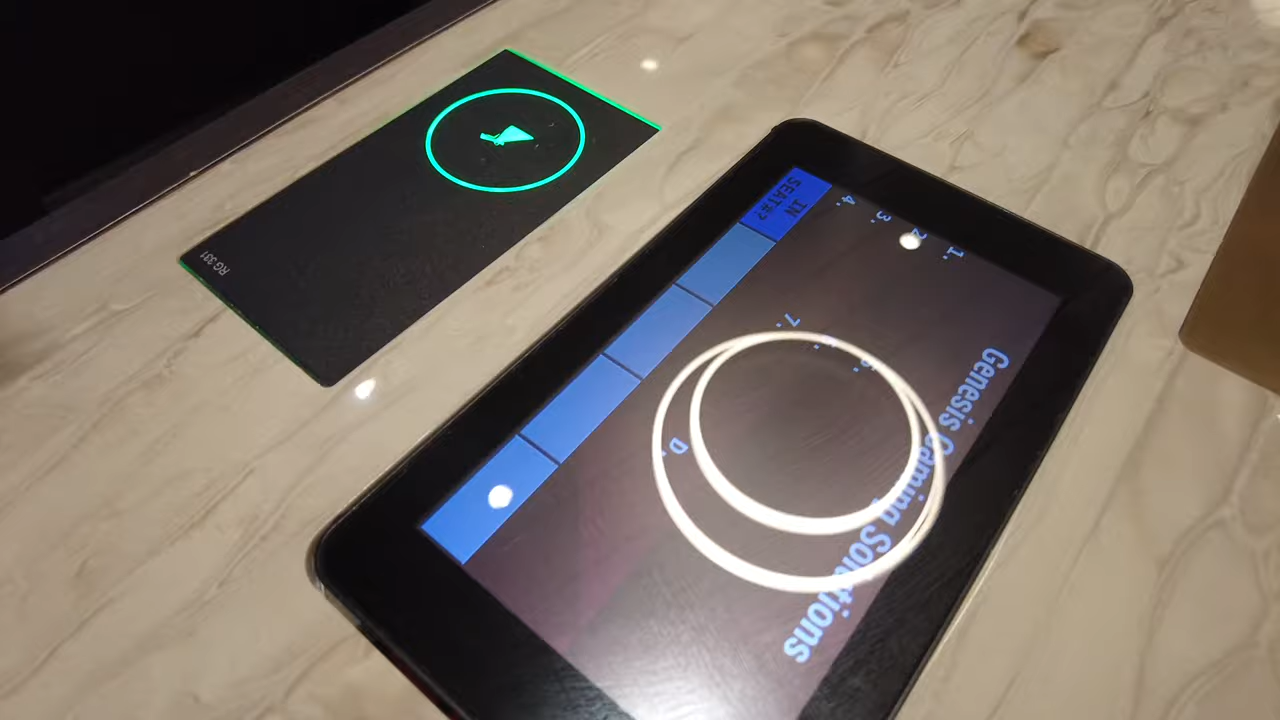 RG 331
Genesis Gaming Solutions
1.
2
3.
4.
7.
D.
IN
SEAT#?